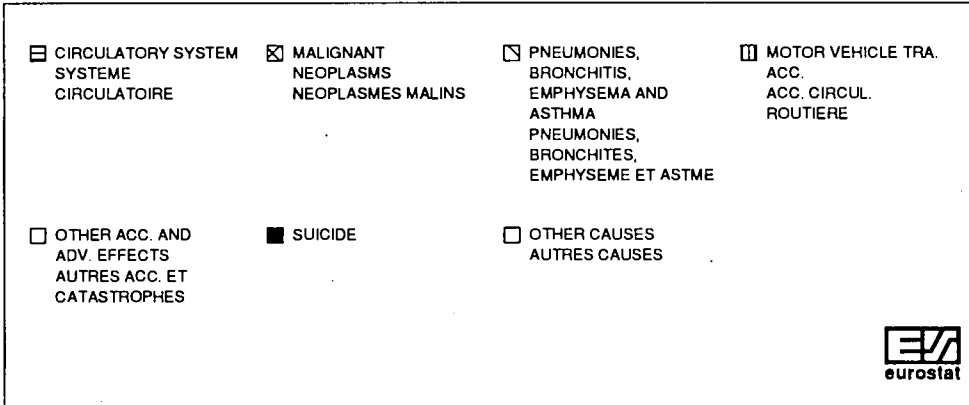 CIRCULATORY SYSTEM
SYSTEME
CIRCULATOIRE
MALIGNANT
NEOPLASMS
NEOPLASMES MALINS
PNEUMONIES,
BRONCHITIS,
EMPHYSEMA AND
ASTHMA
PNEUMONIES,
BRONCHITES,
EMPHYSEME ET ASTME
MOTOR VEHICLE TRA.
ACC.
ACC. CIRCUL.
ROUTIERE
OTHER ACC. AND
ADV. EFFECTS
AUTRES ACC. ET
CATASTROPHES
SUICIDE
OTHER CAUSES
AUTRES CAUSES
eurostat